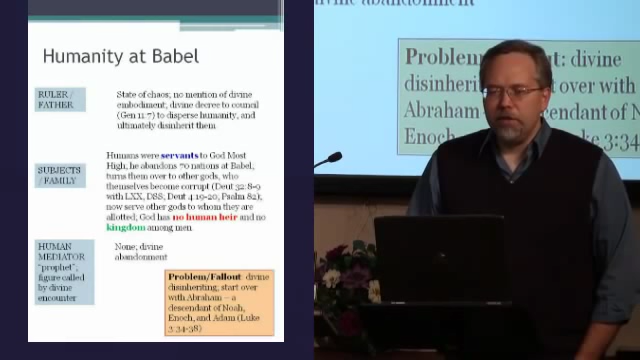 Humanity at Babel
RULER /
FATHER
State of chaos; no mention of divine
embodiment; divine decree to council
(Gen 11:7) to disperse humanity, and
ultimately disinherit them
SUBJECTS
/ FAMILY
Humans were servants to God Most
High; he abandons 70 nations at Babel,
turns them over to other gods, who
themselves become corrupt (Deut 32:8-9
with LXX, DSS; Deut 4:19-20, Psalm 82);
now serve other gods to whom they are
allotted; God has no human heir and no
kingdom among men
HUMAN
MEDIATOR
"prophet";
figure called
by divine
encounter
None; divine
abandonment
Problem/Fallout: divine
disinheriting; start over
with Abraham – a
descendant of Noah,
Enoch, and Adam (Luke
3:34-38)
divine abandonment
Problem/Fallout: divine
disinheriting; start over with
Abraham descendant of
Enoch, Luke 3:34